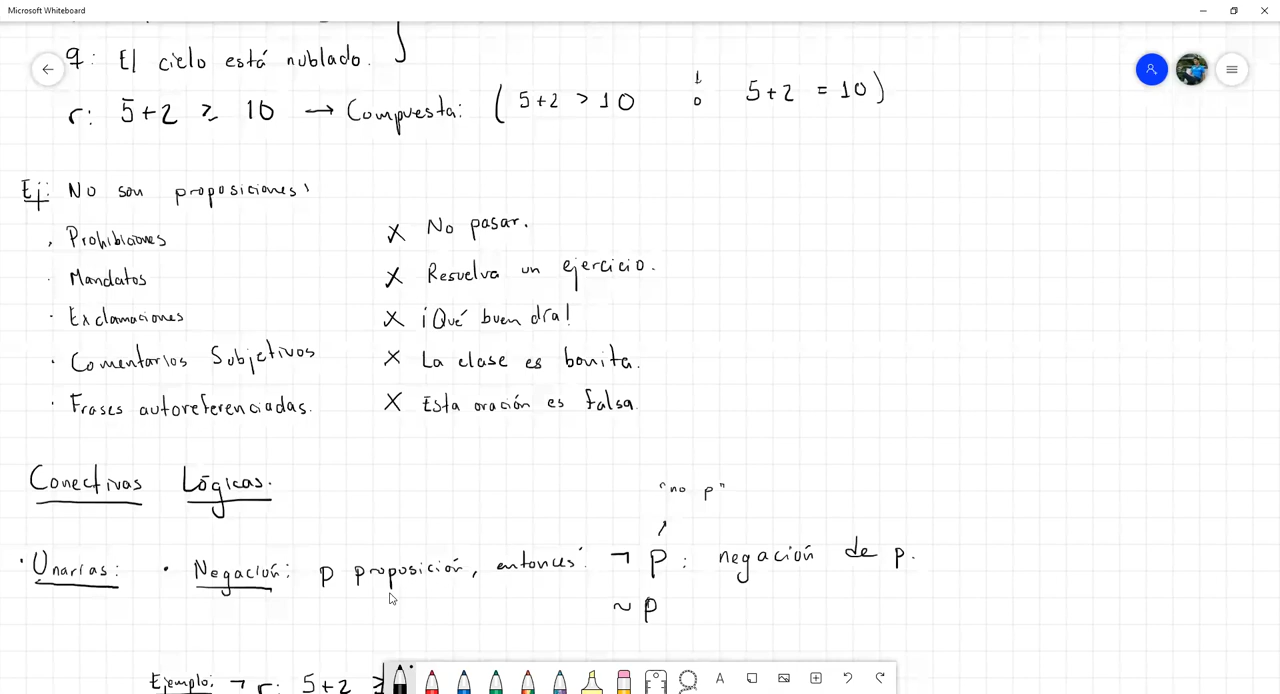 Microsoft Whiteboard
q: El cielo está nublado.
r: 5+2 ≥ 10 → Compuesta: ( 5+2 > 10 o 5+2 = 10 )
Ej: No son proposiciones:
· Prohibiciones X No pasar.
· Mandatos X Resuelva un ejercicio.
· Exclamaciones X ¡Qué buen día!
· Comentarios Subjetivos X La clase es bonita.
· Frases autoreferenciadas. X Esta oración es falsa.
Conectivas Lógicas.
"no p"
· Unarias: · Negación: p proposición, entonces: ¬ p : negación de p.
~ p
Ejemplo: ¬ r: 5+2